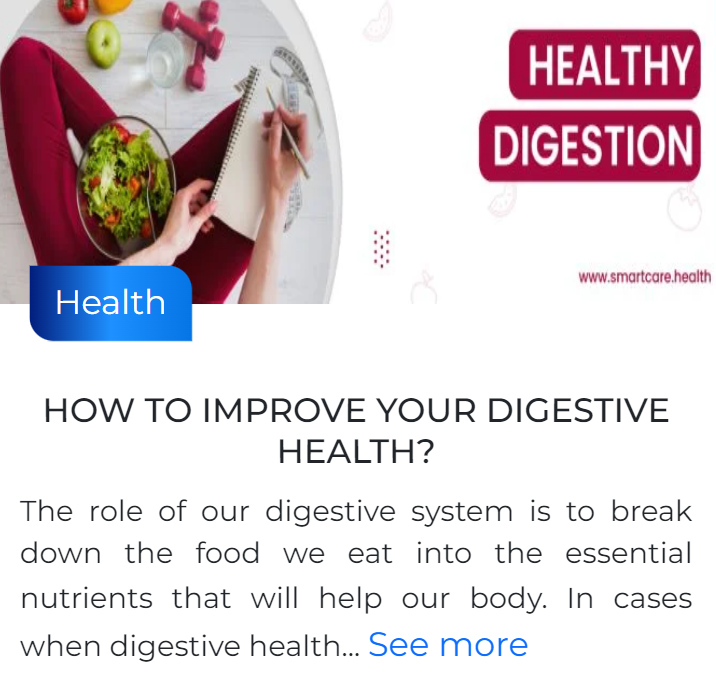 HEALTHY
DIGESTION
www.smartcare.health
Health
HOW TO IMPROVE YOUR DIGESTIVE
HEALTH?
The role of our digestive system is to break
down the food we eat into the essential
nutrients that will help our body. In cases
when digestive health... See more